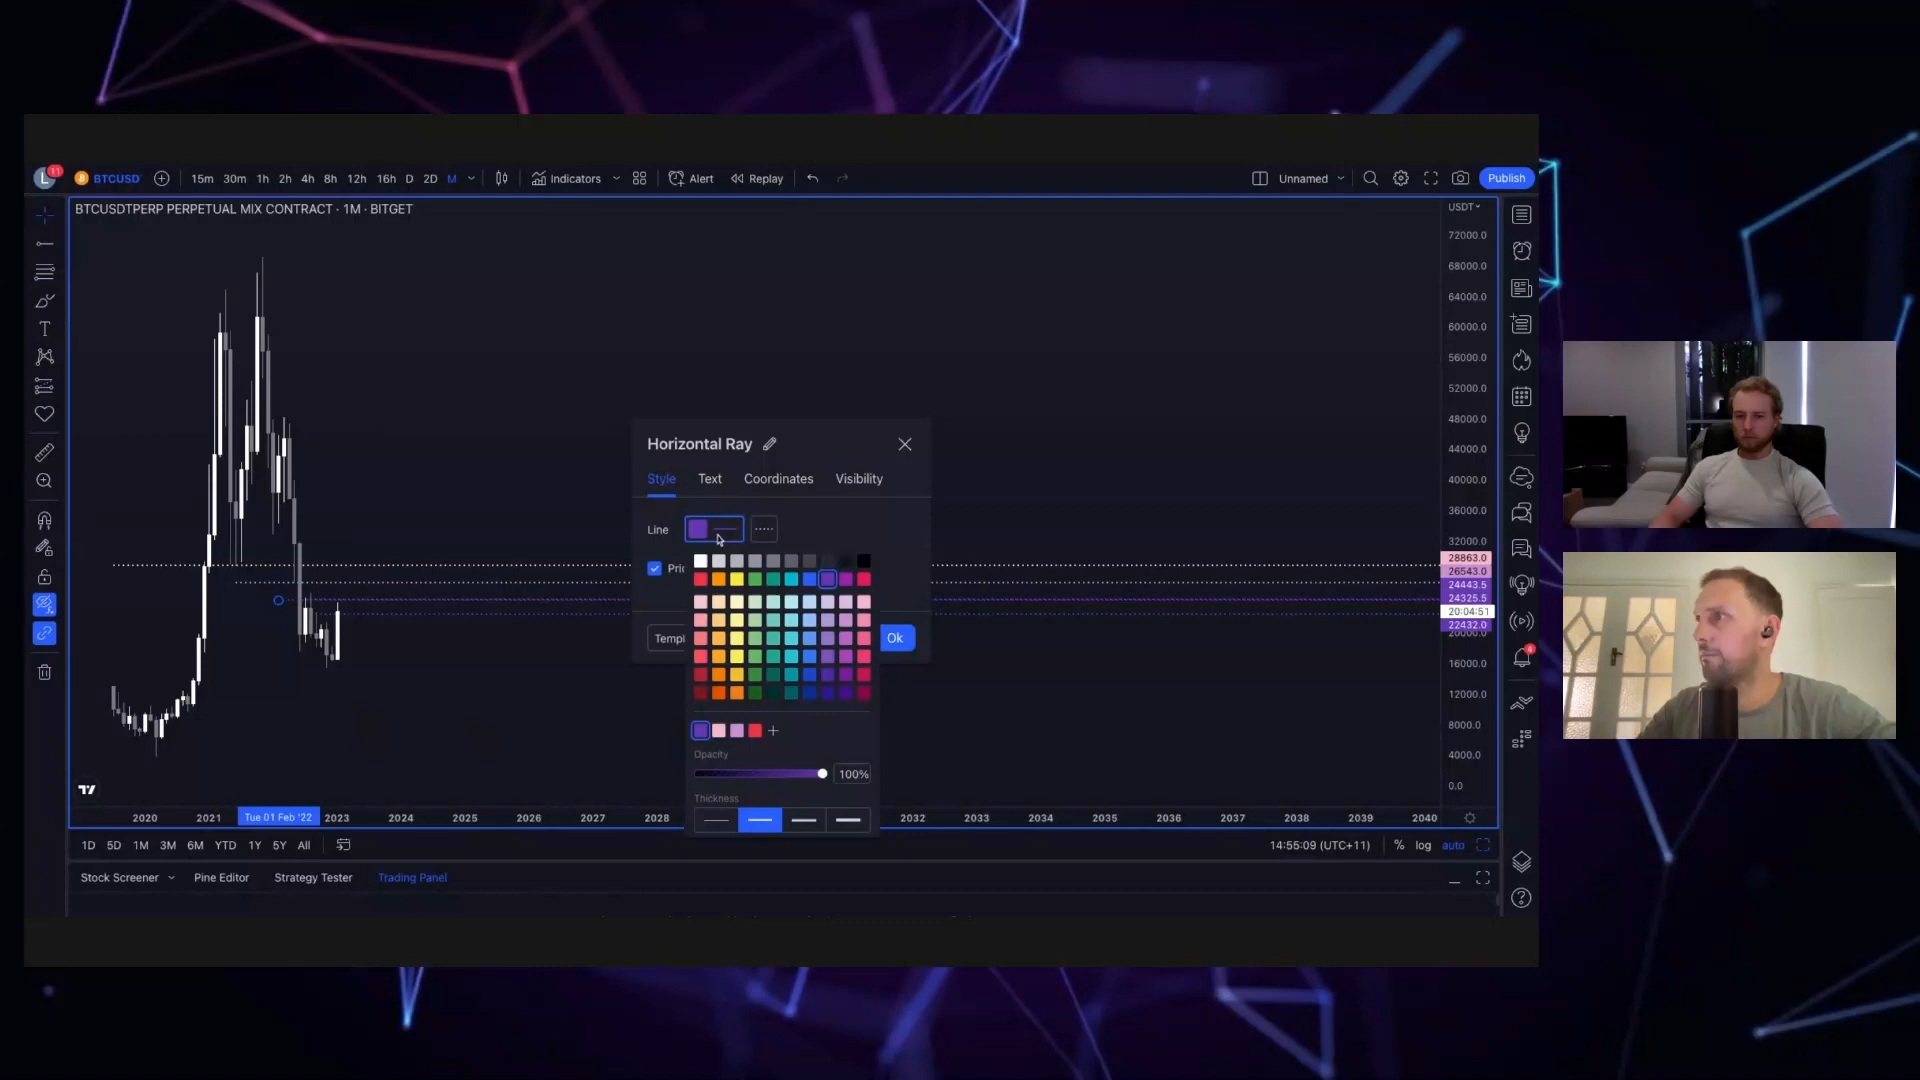 L 11 BTCUSD 15m 30m 1h 2h 4h 8h 12h 16h D 2D M Indicators Alert Replay Unnamed Publish
BTCUSDTPERP PERPETUAL MIX CONTRACT · 1M · BITGET
USDT
72000.0
68000.0
64000.0
60000.0
56000.0
52000.0
48000.0
44000.0
40000.0
36000.0
32000.0
28863.0
26543.0
24443.5
24325.5
20:04:51
22432.0
20000.0
16000.0
12000.0
8000.0
4000.0
0.0
Horizontal Ray
Style Text Coordinates Visibility
Line
Pric
Templ
Ok
Opacity
100%
Thickness
2020 2021 Tue 01 Feb '22 2023 2024 2025 2026 2027 2028 2032 2033 2034 2035 2036 2037 2038 2039 2040
1D 5D 1M 3M 6M YTD 1Y 5Y All 14:55:09 (UTC+11) % log auto
Stock Screener Pine Editor Strategy Tester Trading Panel
T
4